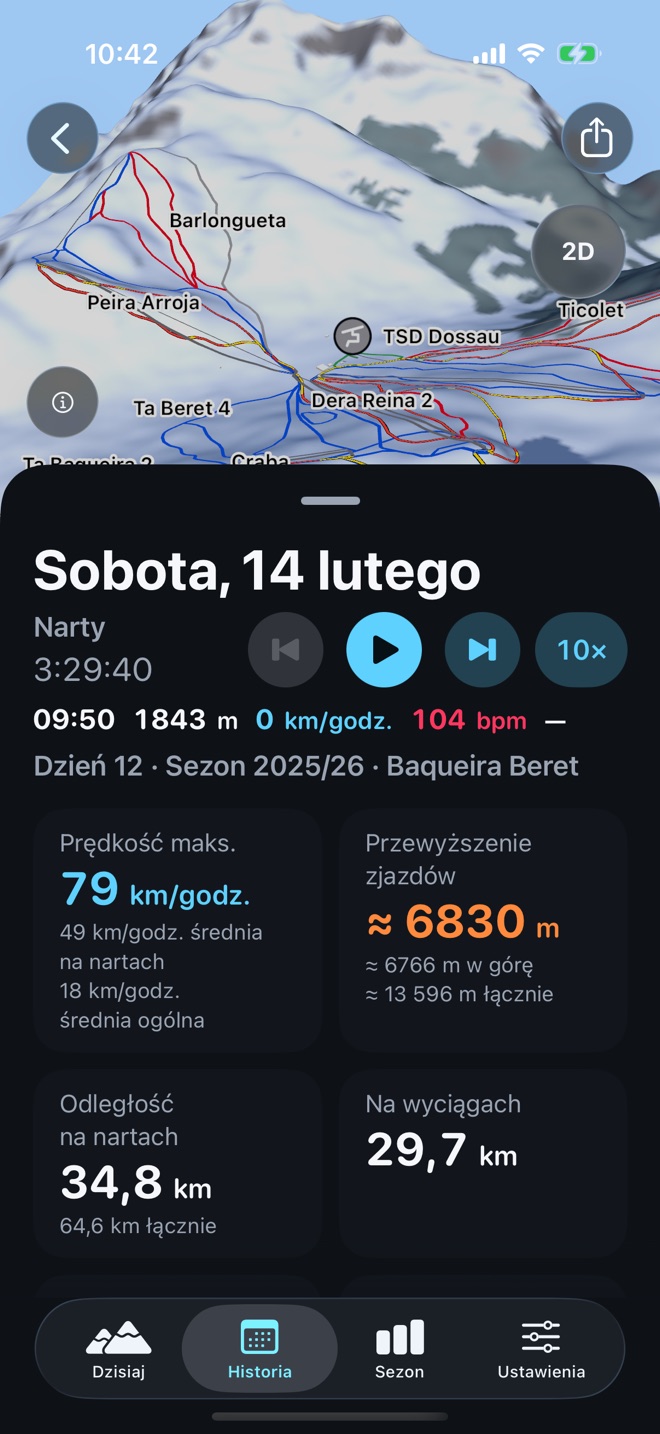 10:42
Barlongueta
2D
Peira Arroja
Ticolet
TSD Dossau
Ta Beret 4
Dera Reina 2
Ta Baqueira 2
Craba
Sobota, 14 lutego
Narty
3:29:40
10×
09:50 1843 m 0 km/godz. 104 bpm —
Dzień 12 · Sezon 2025/26 · Baqueira Beret
Prędkość maks.
79 km/godz.
49 km/godz. średnia
na nartach
18 km/godz.
średnia ogólna
Przewyższenie
zjazdów
≈ 6830 m
≈ 6766 m w górę
≈ 13 596 m łącznie
Odległość
na nartach
34,8 km
64,6 km łącznie
Na wyciągach
29,7 km
Dzisiaj
Historia
Sezon
Ustawienia